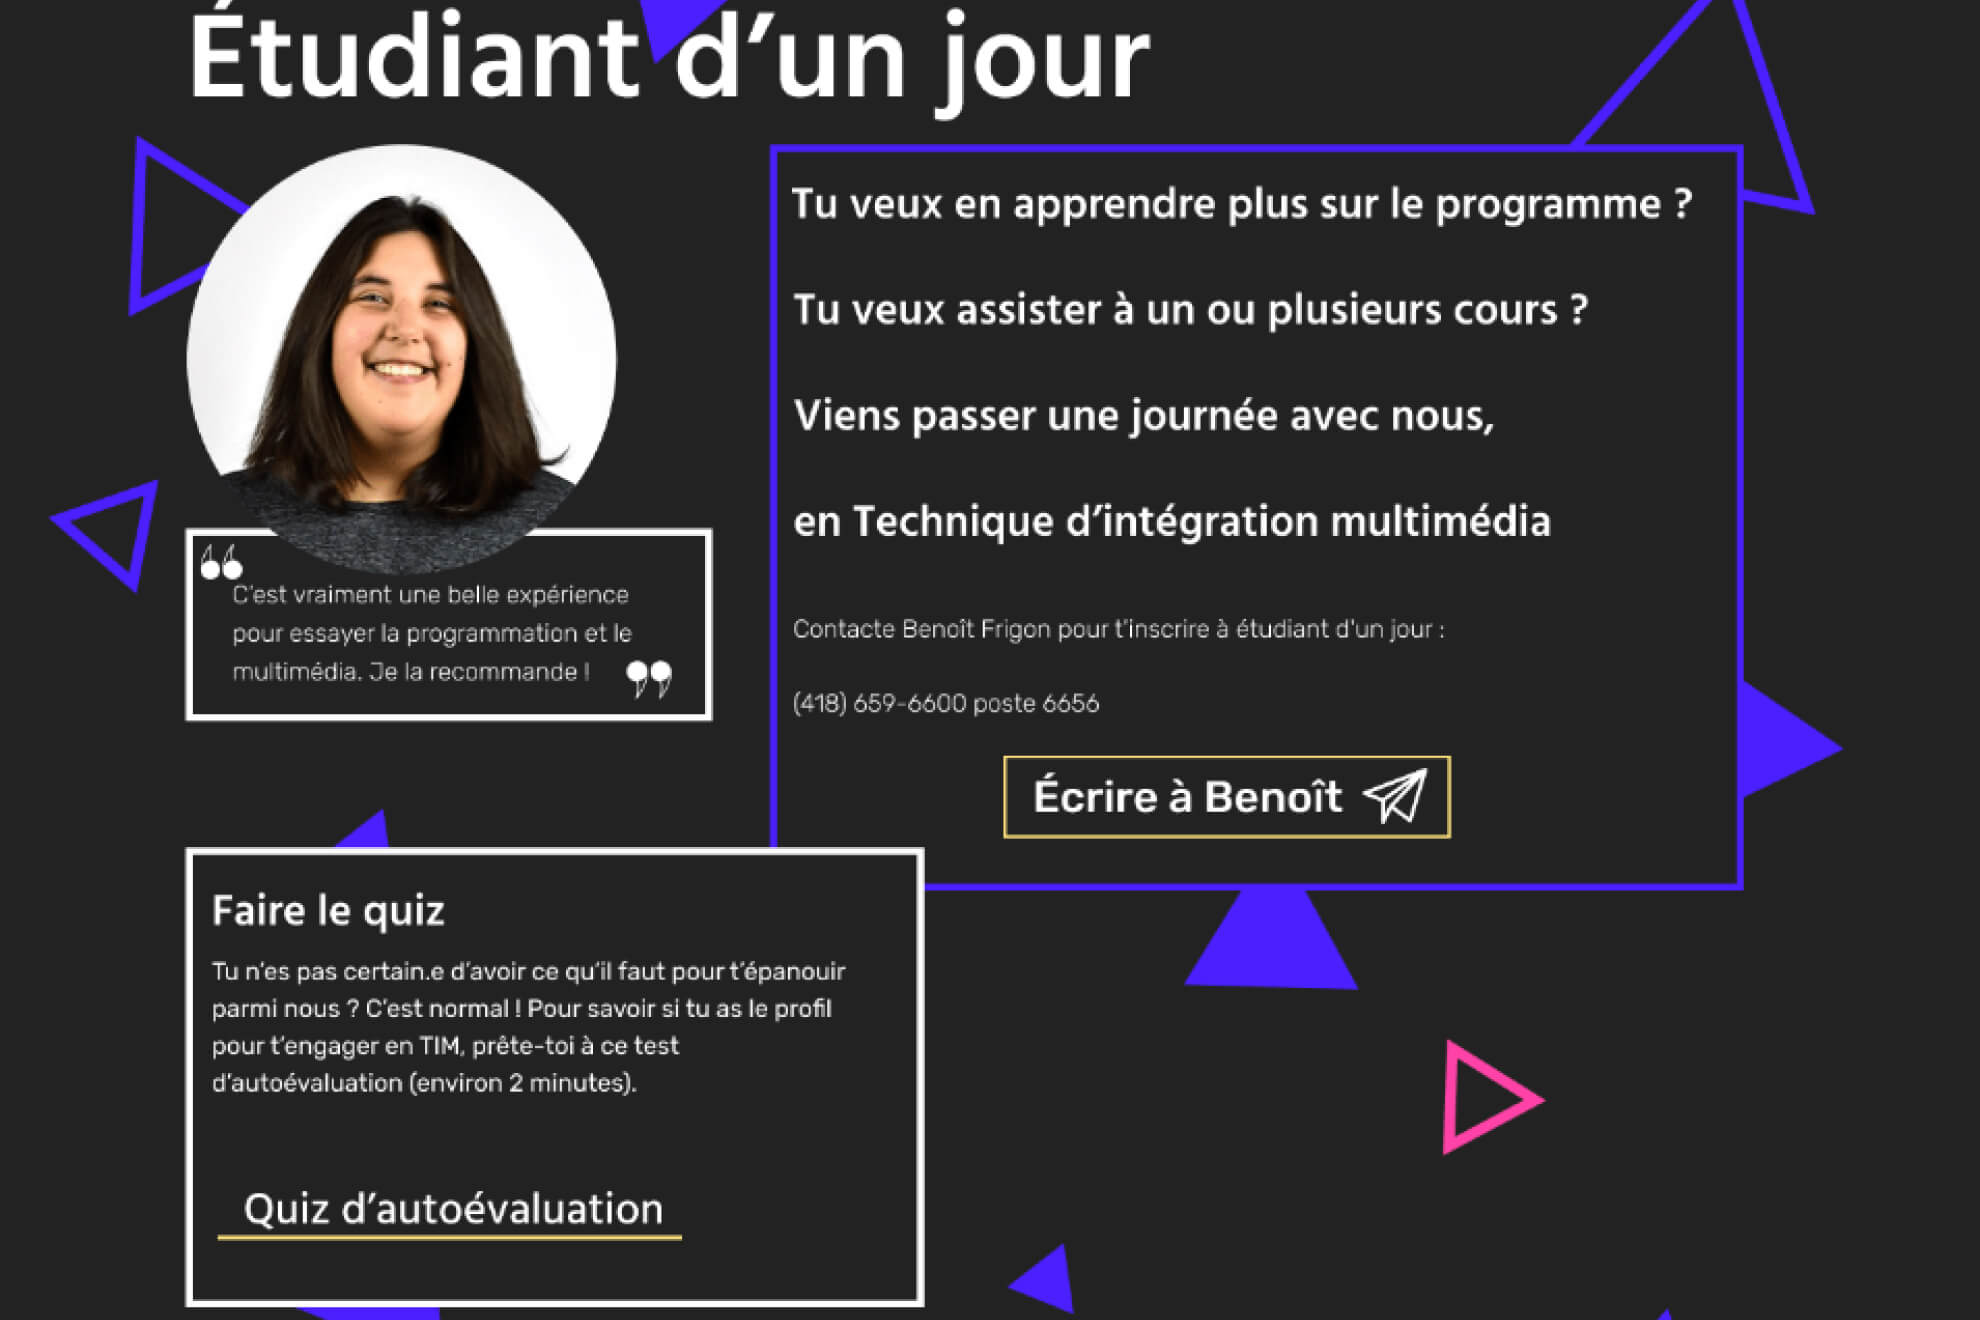 Étudiant d’un jour
C’est vraiment une belle expérience
pour essayer la programmation et le
multimédia. Je la recommande !
Tu veux en apprendre plus sur le programme ?
Tu veux assister à un ou plusieurs cours ?
Viens passer une journée avec nous,
en Technique d’intégration multimédia
Contacte Benoît Frigon pour t'inscrire à étudiant d'un jour :
(418) 659-6600 poste 6656
Écrire à Benoît
Faire le quiz
Tu n’es pas certain.e d’avoir ce qu’il faut pour t’épanouir
parmi nous ? C’est normal ! Pour savoir si tu as le profil
pour t’engager en TIM, prête-toi à ce test
d’autoévaluation (environ 2 minutes).
Quiz d’autoévaluation